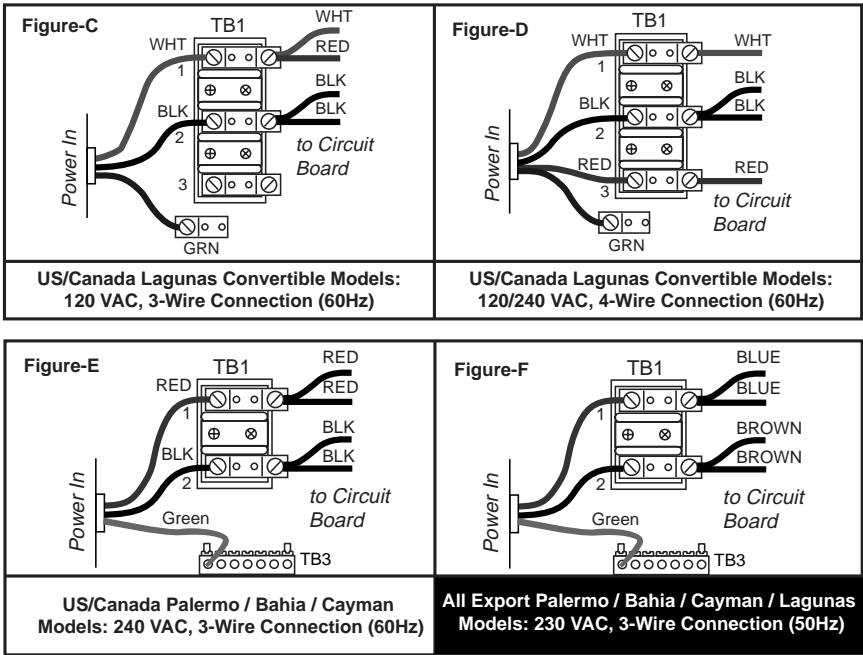 Figure-C
TB1
WHT
WHT
RED
1
BLK
BLK
BLK
2
to Circuit
Board
3
Power In
GRN
US/Canada Lagunas Convertible Models:
120 VAC, 3-Wire Connection (60Hz)
Figure-D
TB1
WHT
WHT
1
BLK
BLK
BLK
2
RED
RED
3
to Circuit
Board
Power In
GRN
US/Canada Lagunas Convertible Models:
120/240 VAC, 4-Wire Connection (60Hz)
Figure-E
TB1
RED
RED
RED
1
BLK
BLK
BLK
2
to Circuit
Board
Power In
Green
TB3
US/Canada Palermo / Bahia / Cayman
Models: 240 VAC, 3-Wire Connection (60Hz)
Figure-F
TB1
BLUE
BLUE
1
BROWN
BROWN
2
to Circuit
Board
Power In
Green
TB3
All Export Palermo / Bahia / Cayman / Lagunas
Models: 230 VAC, 3-Wire Connection (50Hz)